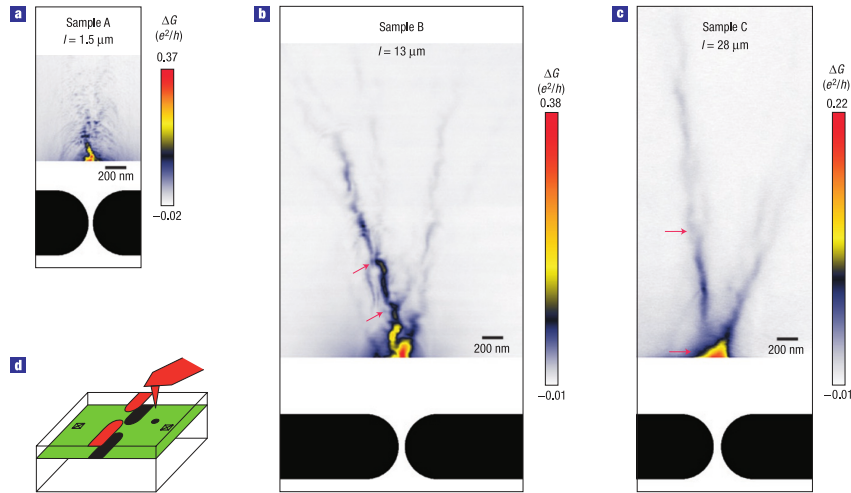 a
Sample A
l = 1.5 µm
ΔG
(e²/h)
0.37
−0.02
200 nm
b
Sample B
l = 13 µm
ΔG
(e²/h)
0.38
−0.01
200 nm
c
Sample C
l = 28 µm
ΔG
(e²/h)
0.22
−0.01
200 nm
d